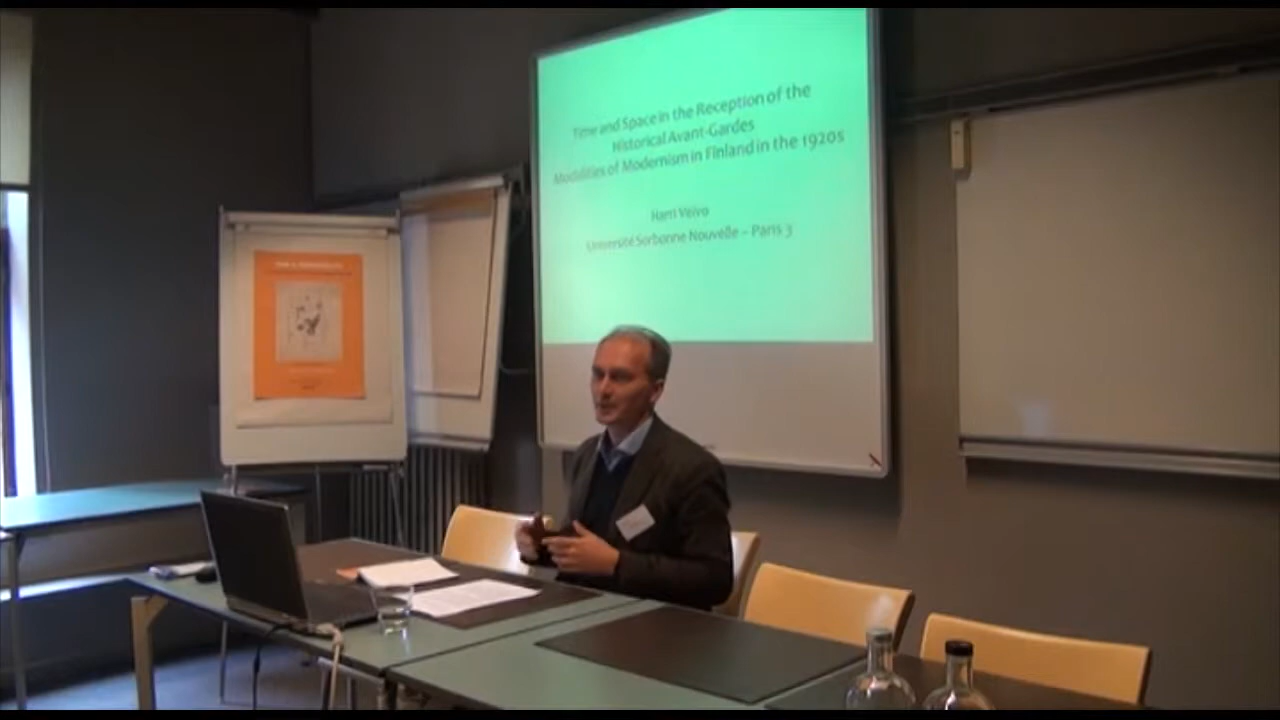 Time and Space in the Reception of the
Historical Avant-Gardes
Modalities of Modernism in Finland in the 1920s
Harri Veivo
Université Sorbonne Nouvelle – Paris 3